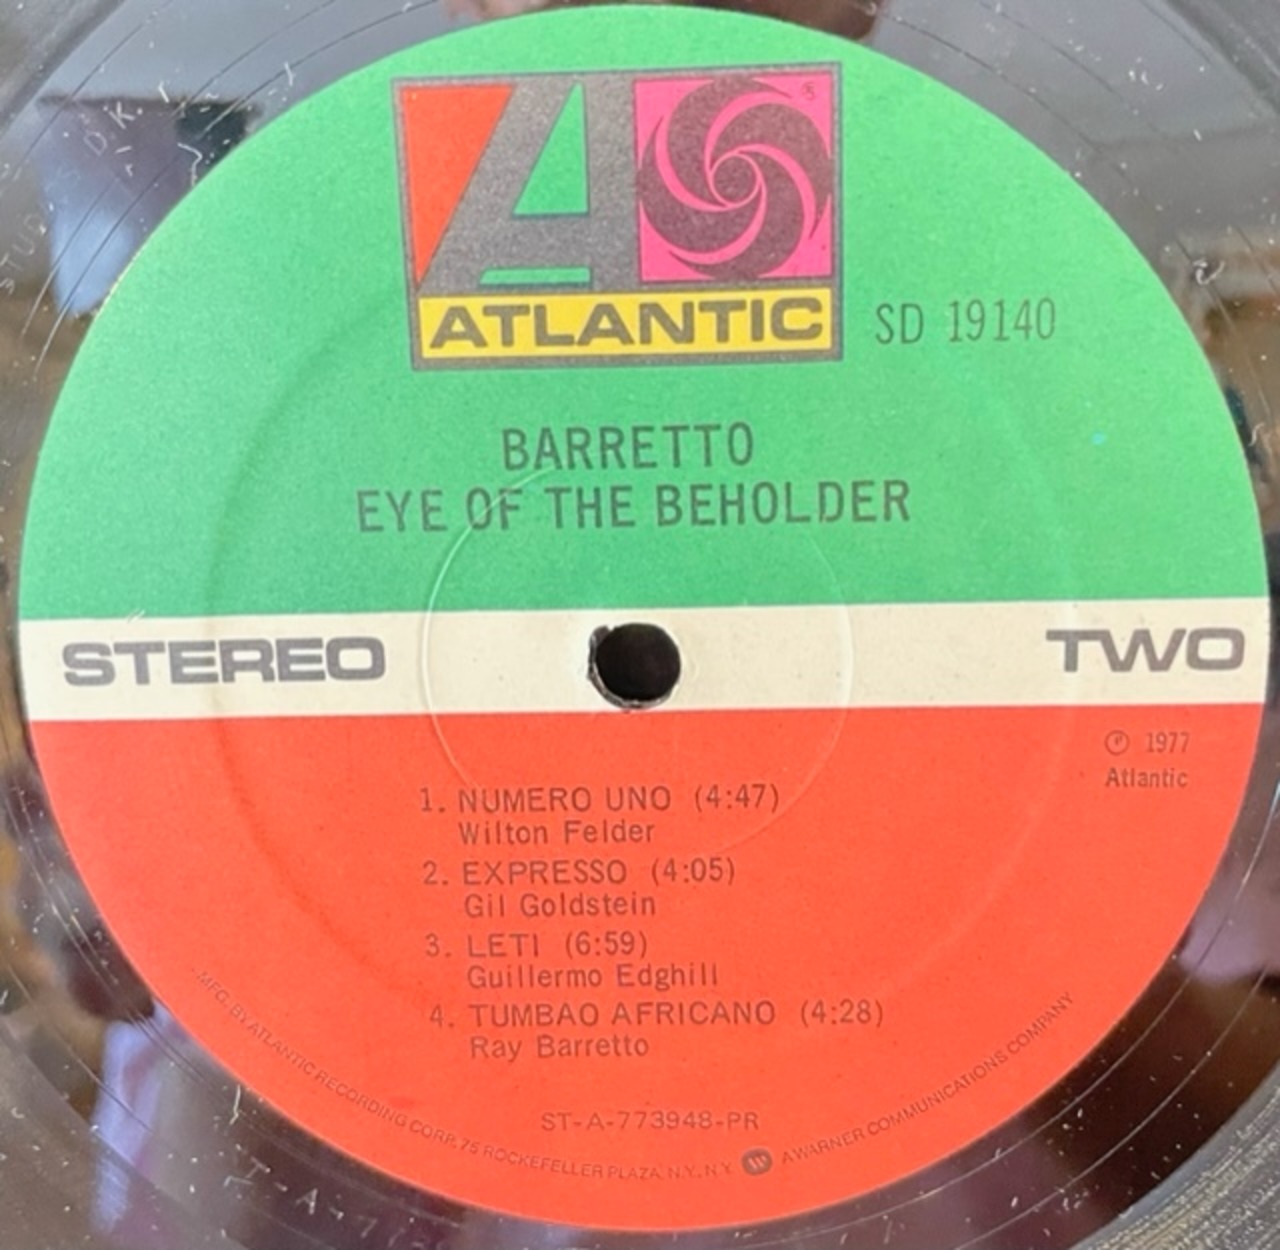 ATLANTIC
SD 19140
BARRETTO
EYE OF THE BEHOLDER
STEREO
TWO
Ⓟ 1977
Atlantic
1. NUMERO UNO (4:47)
Wilton Felder
2. EXPRESSO (4:05)
Gil Goldstein
3. LETI (6:59)
Guillermo Edghill
4. TUMBAO AFRICANO (4:28)
Ray Barretto
ST-A-773948-PR
MFG. BY ATLANTIC RECORDING CORP. 75 ROCKEFELLER PLAZA, N.Y., N.Y. A WARNER COMMUNICATIONS COMPANY